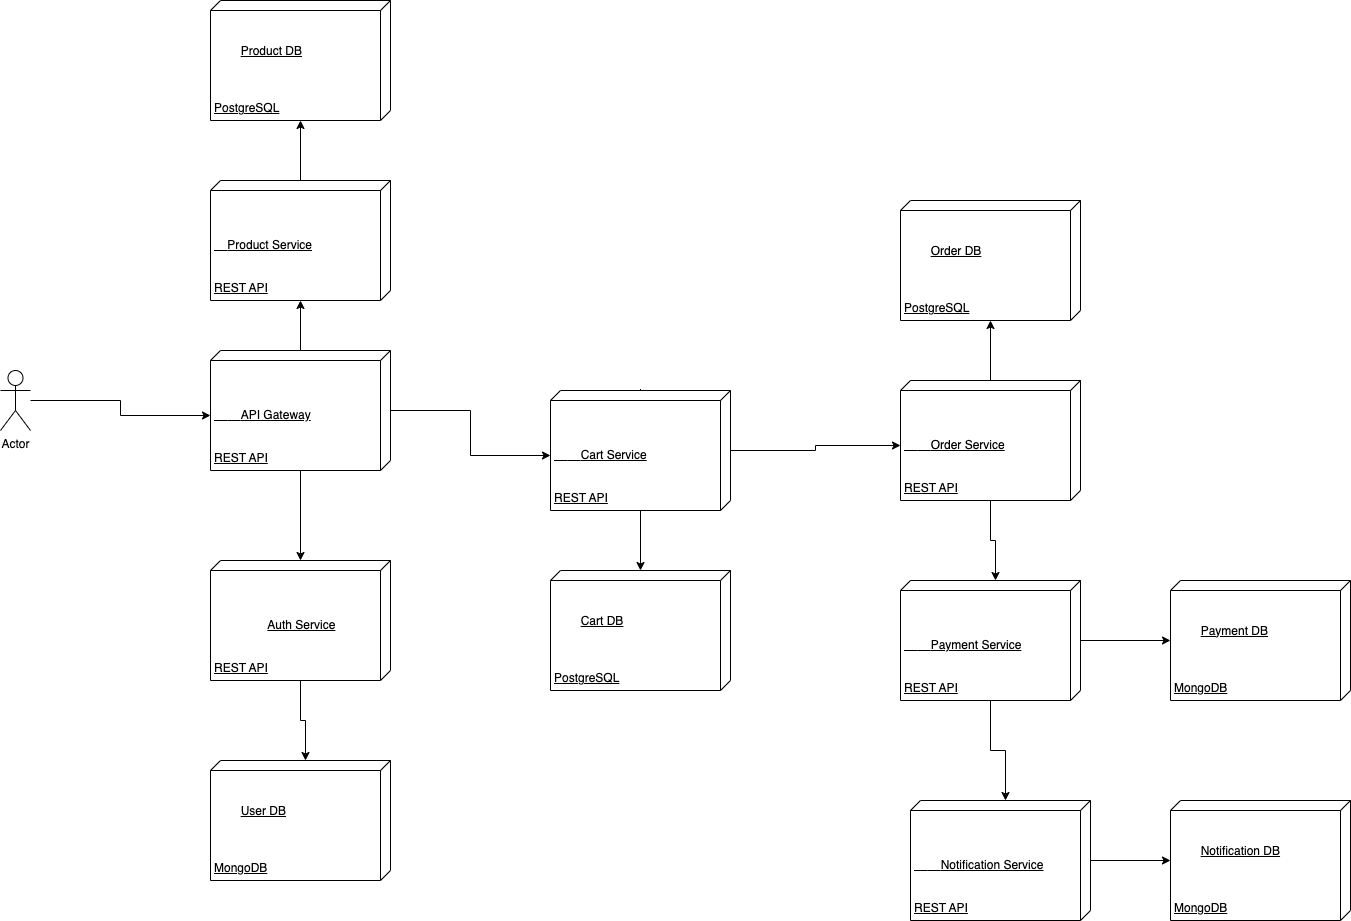 Product DB
PostgreSQL
Product Service
REST API
Actor
API Gateway
REST API
Auth Service
REST API
User DB
MongoDB
Cart Service
REST API
Cart DB
PostgreSQL
Order DB
PostgreSQL
Order Service
REST API
Payment Service
REST API
Payment DB
MongoDB
Notification Service
REST API
Notification DB
MongoDB